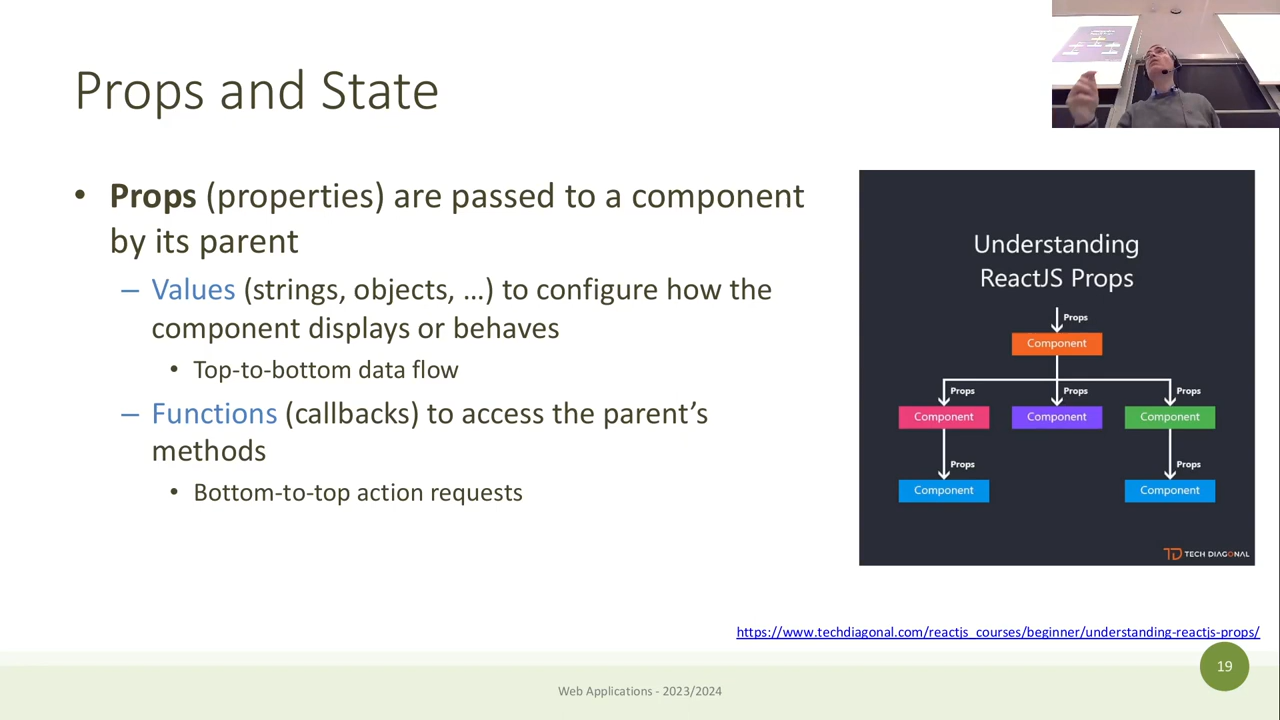 Props and State
• Props (properties) are passed to a component
by its parent
– Values (strings, objects, …) to configure how the
component displays or behaves
• Top-to-bottom data flow
– Functions (callbacks) to access the parent’s
methods
• Bottom-to-top action requests
Understanding
ReactJS Props
Props
Component
Props
Props
Props
Component
Component
Component
Props
Props
Component
Component
TD TECH DIAGONAL
https://www.techdiagonal.com/reactjs_courses/beginner/understanding-reactjs-props/
19
Web Applications - 2023/2024